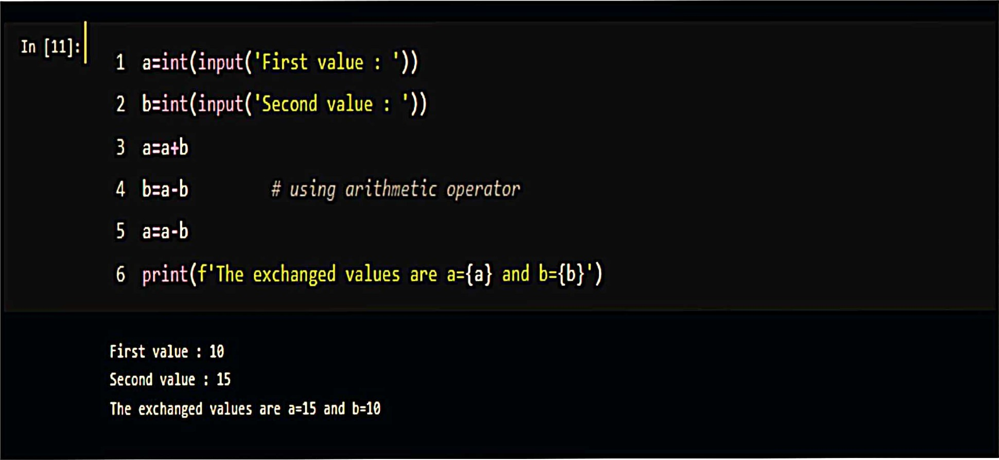 In [11]:
1 a=int(input('First value : '))
2 b=int(input('Second value : '))
3 a=a+b
4 b=a-b         # using arithmetic operator
5 a=a-b
6 print(f'The exchanged values are a={a} and b={b}')
First value : 10
Second value : 15
The exchanged values are a=15 and b=10